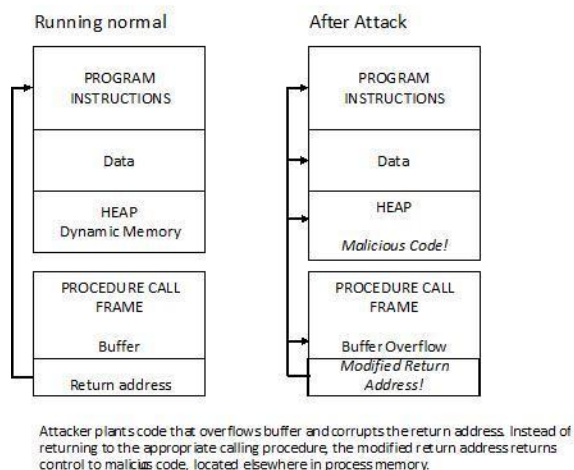 Running normal
PROGRAM
INSTRUCTIONS
Data
HEAP
Dynamic Memory
PROCEDURE CALL
FRAME
Buffer
Return address
After Attack
PROGRAM
INSTRUCTIONS
Data
HEAP
Malicious Code!
PROCEDURE CALL
FRAME
Buffer Overflow
Modified Return
Address!
Attacker plants code that overflows buffer and corrupts the return address. Instead of
returning to the appropriate calling procedure, the modified return address returns
control to malicius code, located elsewhere in process memory.